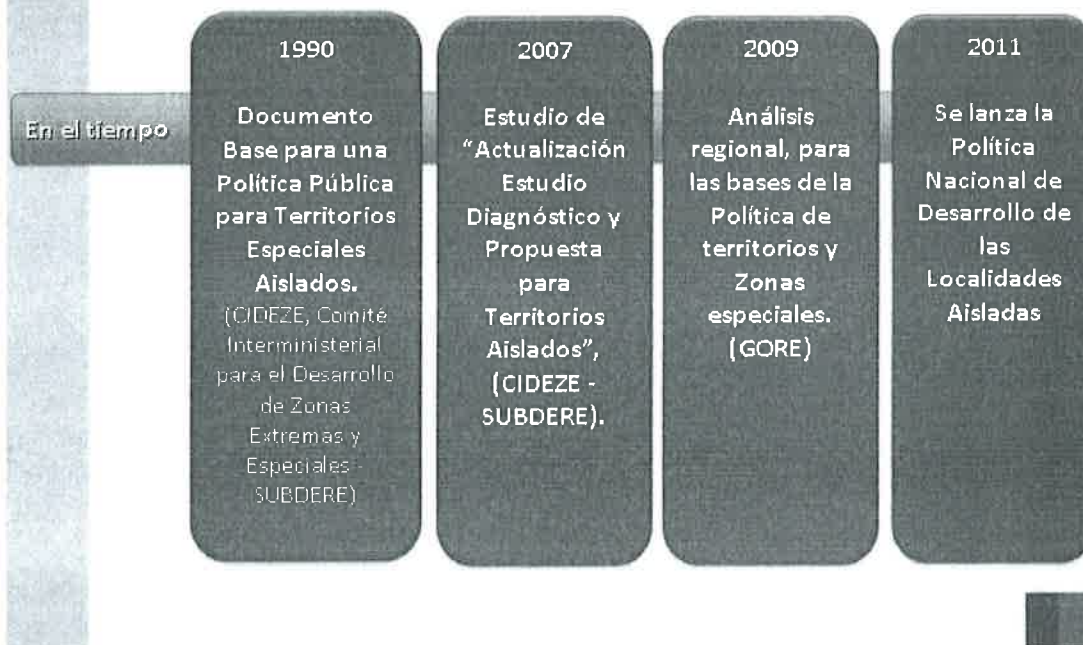 En el tiempo
1990
Documento
Base para una
Política Pública
para Territorios
Especiales
Aislados.
(CIDEZE, Comité
Interministerial
para el Desarrollo
de Zonas
Extremas y
Especiales -
SUBDERE)
2007
Estudio de
“Actualización
Estudio
Diagnóstico y
Propuesta
para
Territorios
Aislados”,
(CIDEZE -
SUBDERE).
2009
Análisis
regional, para
las bases de la
Política de
territorios y
Zonas
especiales.
(GORE)
2011
Se lanza la
Política
Nacional de
Desarrollo de
las
Localidades
Aisladas